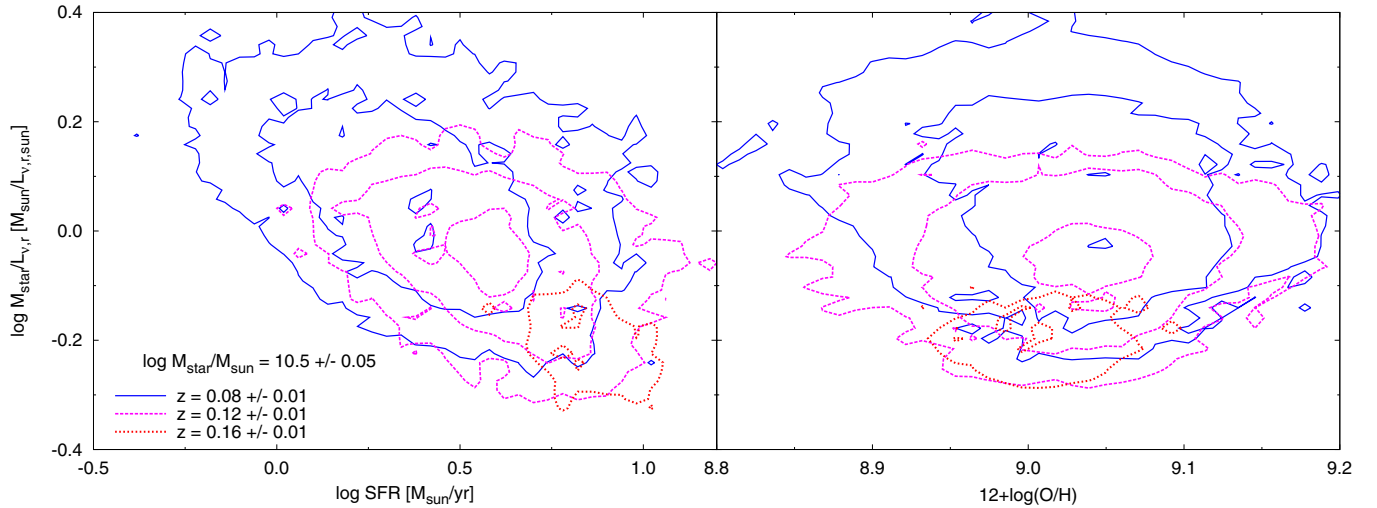 0.4
0.2
0.0
-0.2
-0.4
log M_star/L_ν,r [M_sun/L_ν,r,sun]
log M_star/M_sun = 10.5 +/- 0.05
z = 0.08 +/- 0.01
z = 0.12 +/- 0.01
z = 0.16 +/- 0.01
-0.5 0.0 0.5 1.0 8.8 8.9 9.0 9.1 9.2
log SFR [M_sun/yr] 12+log(O/H)